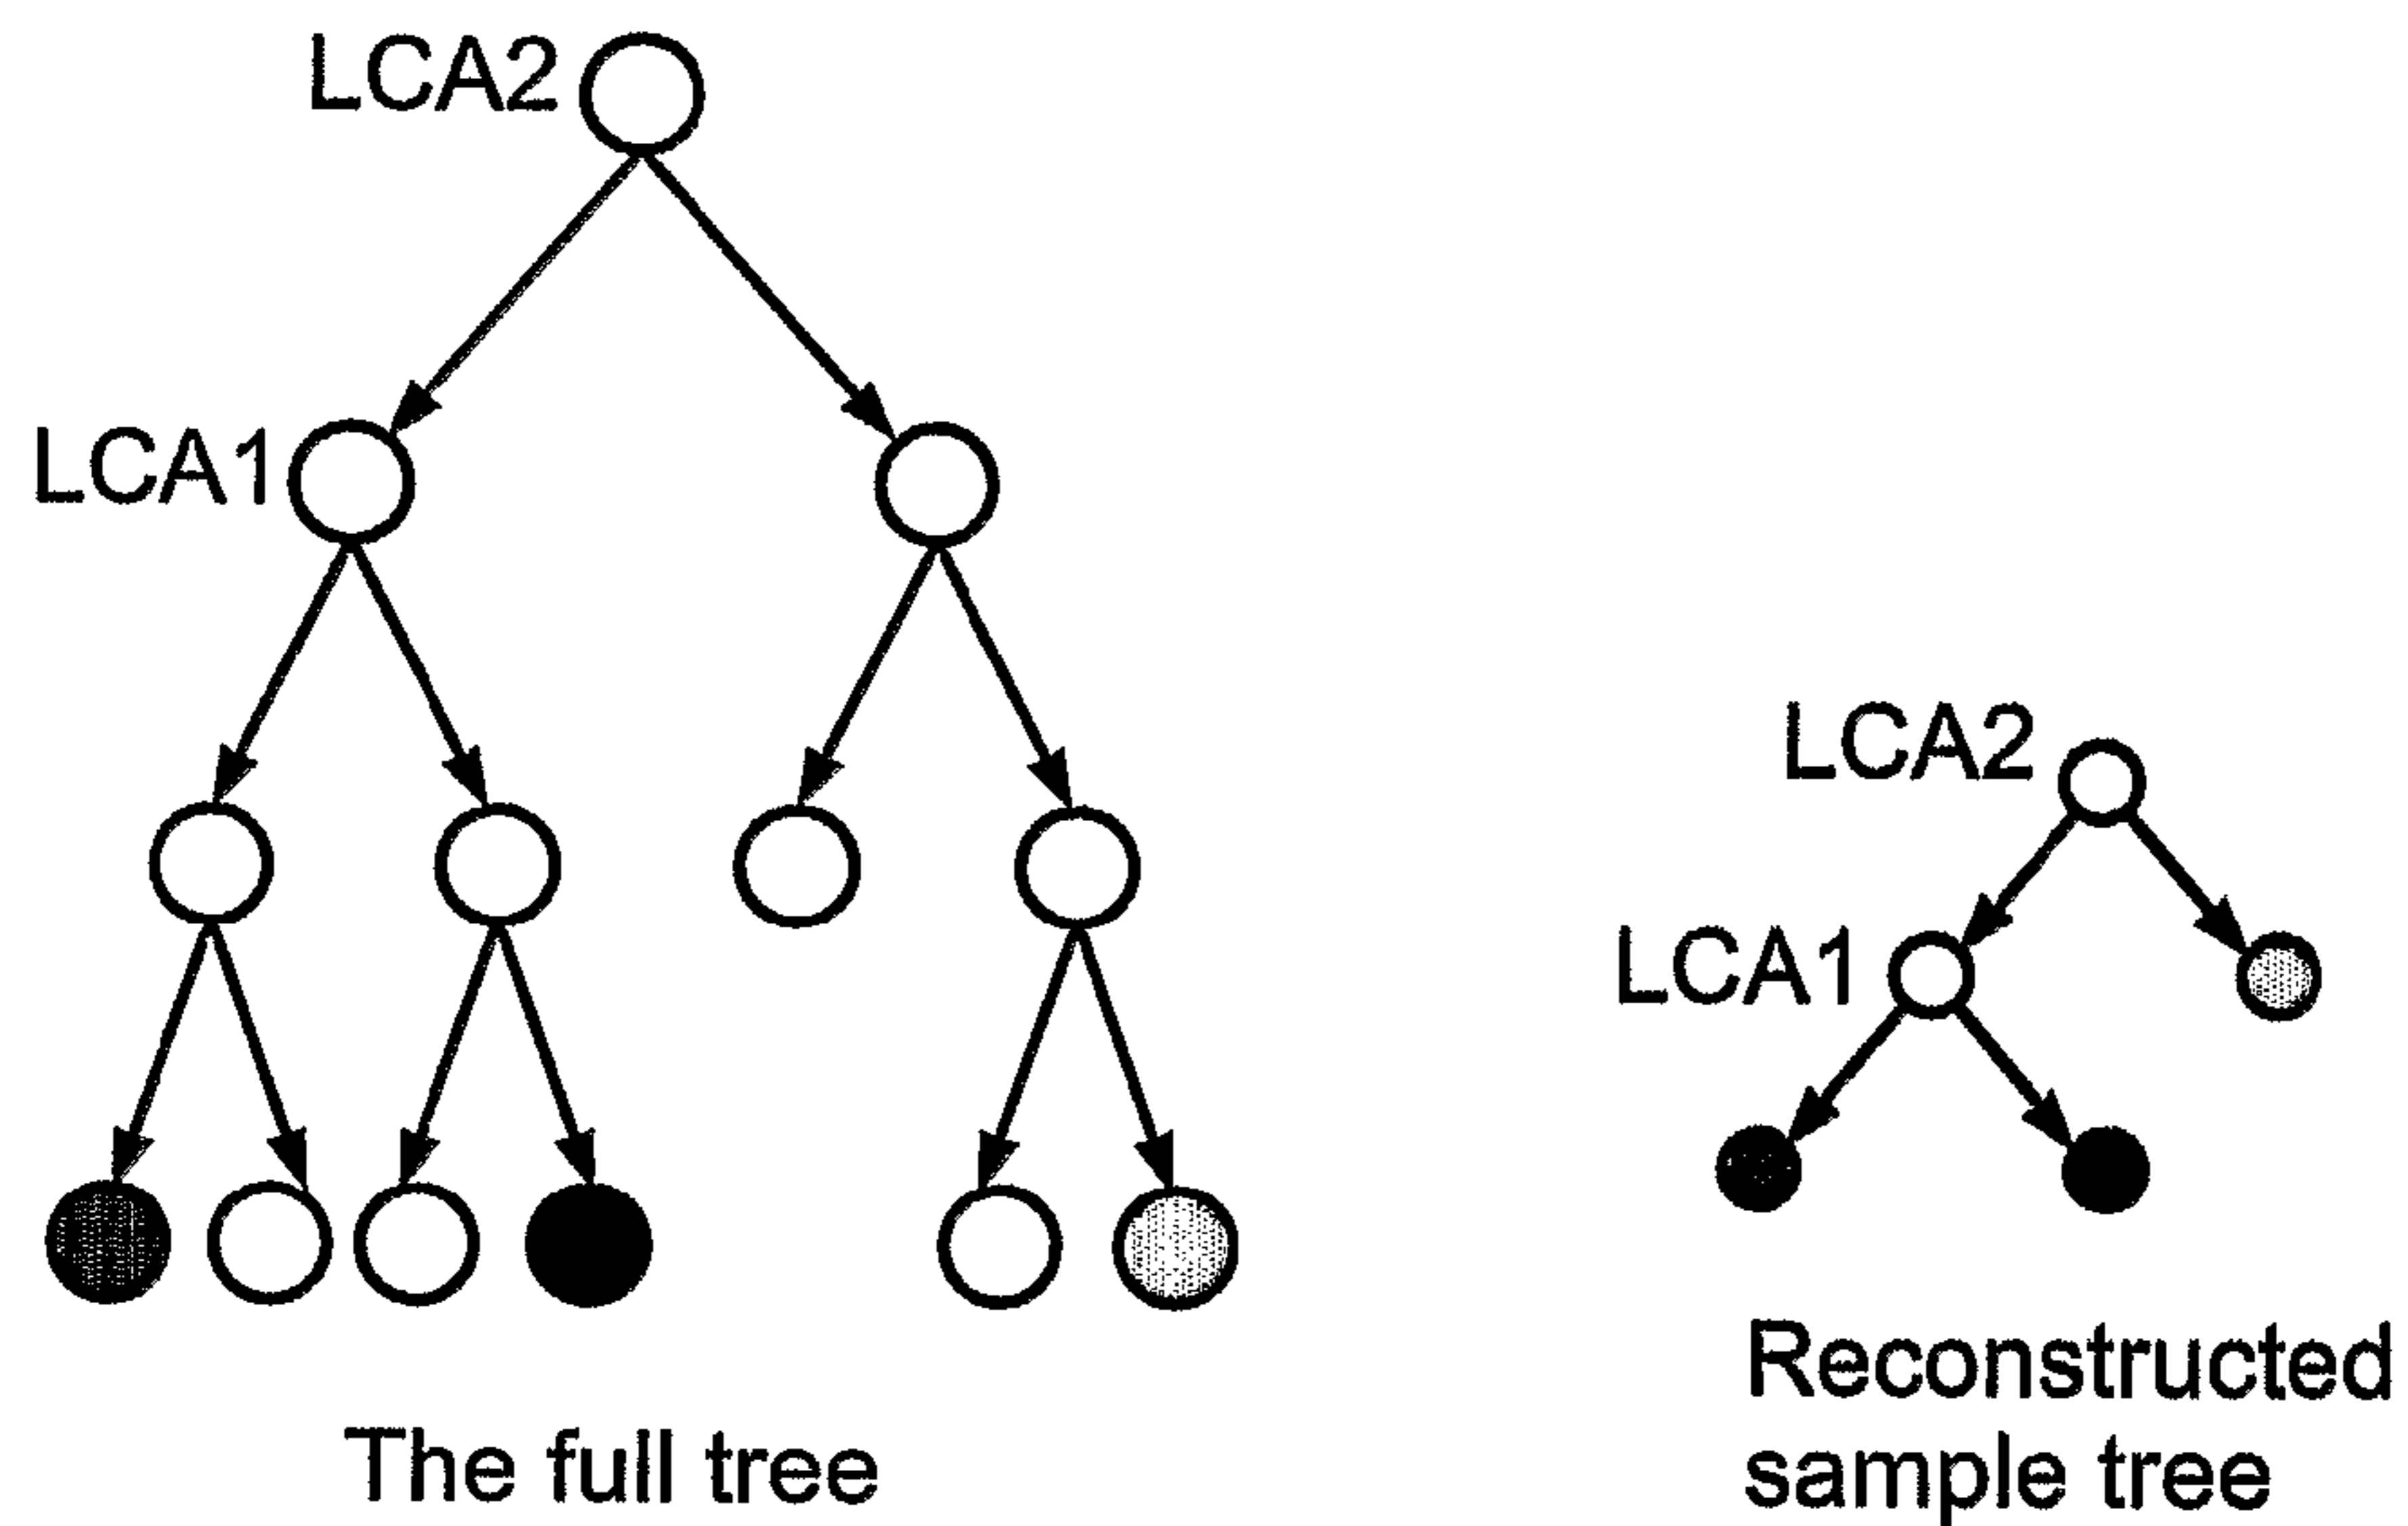 LCA2
LCA1
The full tree
LCA2
LCA1
Reconstructed
sample tree